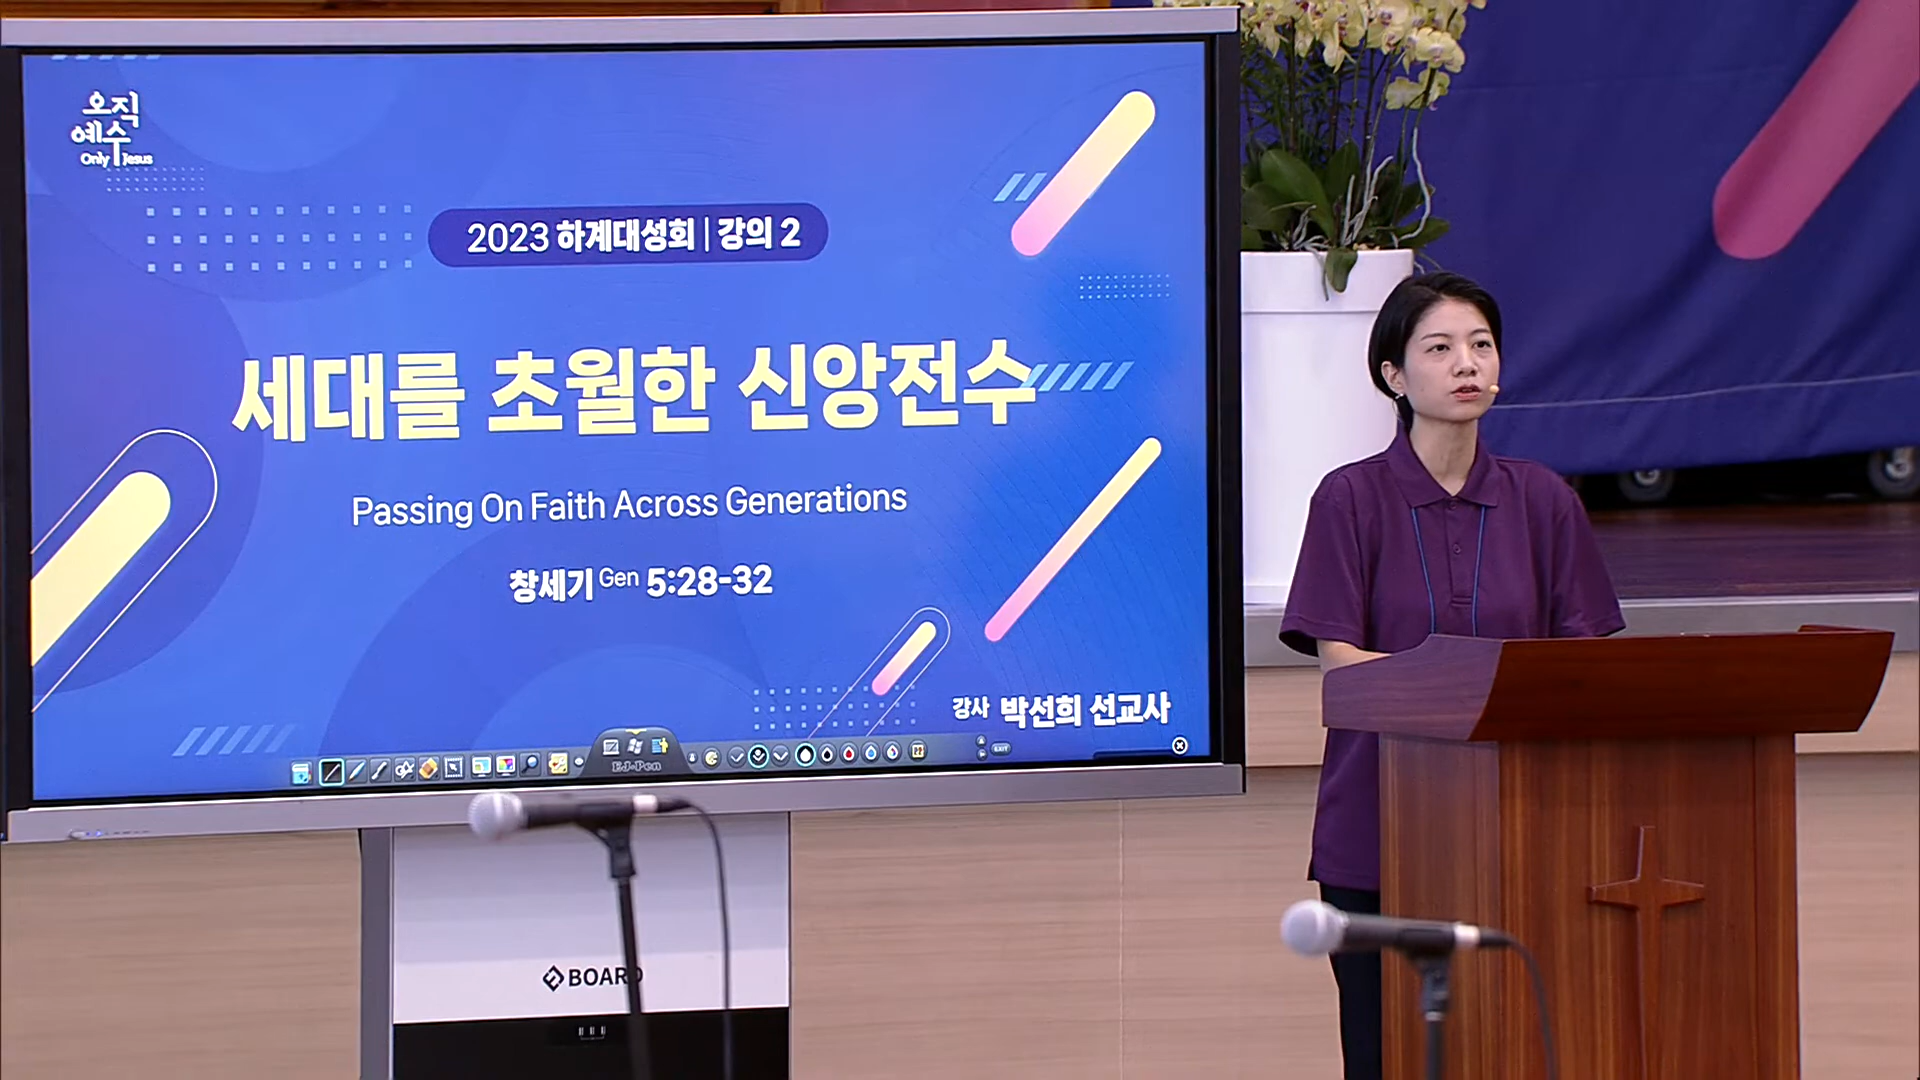 오직
예수
Only Jesus
2023 하계대성회 | 강의 2
세대를 초월한 신앙전수
Passing On Faith Across Generations
창세기 Gen 5:28-32
강사 박선희 선교사
EJ-Pen
EXIT
BOARD